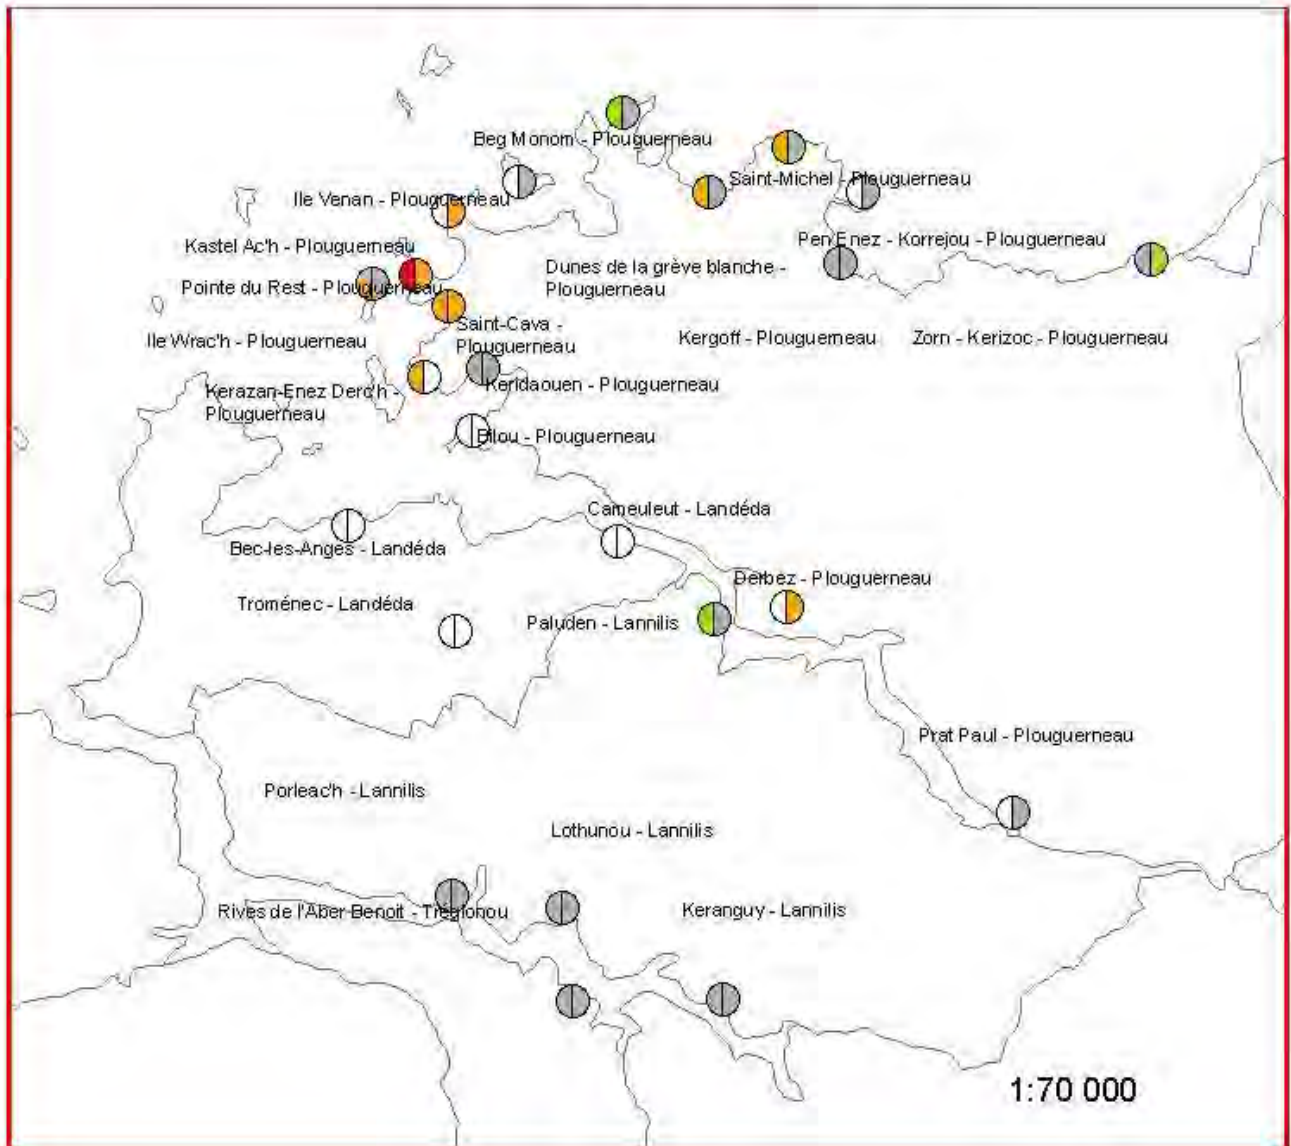 Beg Monom - Plouguerneau
Saint-Michel - Plouguerneau
Ile Venan - Plouguerneau
Kastel Ac'h - Plouguerneau
Pen Enez - Korrejou - Plouguerneau
Dunes de la grève blanche -
Plouguerneau
Pointe du Rest - Plouguerneau
Saint-Cava -
Plouguerneau
Ile Wrac'h - Plouguerneau
Kergoff - Plouguerneau
Zorn - Kerizoc - Plouguerneau
Kerazan-Enez Derc'h -
Plouguerneau
Keridaouen - Plouguerneau
Bilou - Plouguerneau
Cameuleut - Landéda
Bec-les-Anges - Landéda
Derbez - Plouguerneau
Troménec - Landéda
Paluden - Lannilis
Prat Paul - Plouguerneau
Porleac'h - Lannilis
Lothunou - Lannilis
Rives de l'Aber Benoit - Treglonou
Keranguy - Lannilis
1:70 000